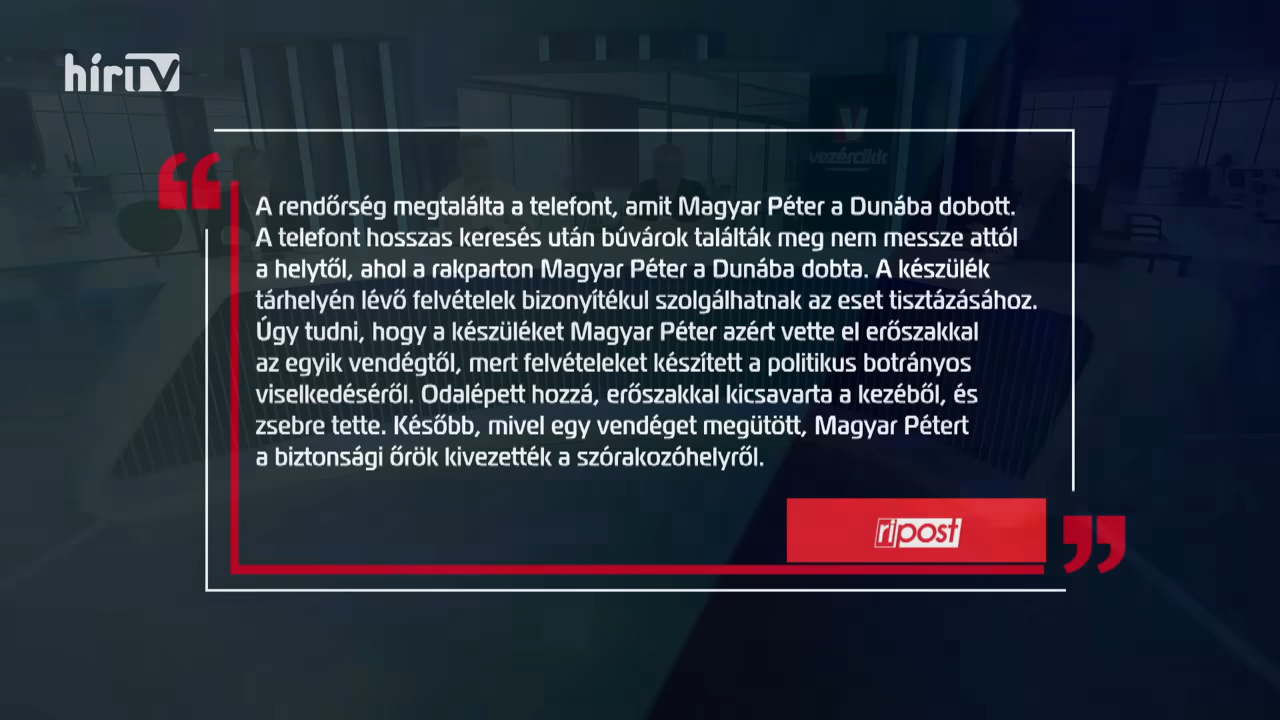 hírTV
vezércikk
A rendőrség megtalálta a telefont, amit Magyar Péter a Dunába dobott.
A telefont hosszas keresés után búvárok találták meg nem messze attól
a helytől, ahol a rakparton Magyar Péter a Dunába dobta. A készülék
tárhelyén lévő felvételek bizonyítékul szolgálhatnak az eset tisztázásához.
Úgy tudni, hogy a készüléket Magyar Péter azért vette el erőszakkal
az egyik vendégtől, mert felvételeket készített a politikus botrányos
viselkedéséről. Odalépett hozzá, erőszakkal kicsavarta a kezéből, és
zsebre tette. Később, mivel egy vendéget megütött, Magyar Pétert
a biztonsági őrök kivezették a szórakozóhelyről.
ripost